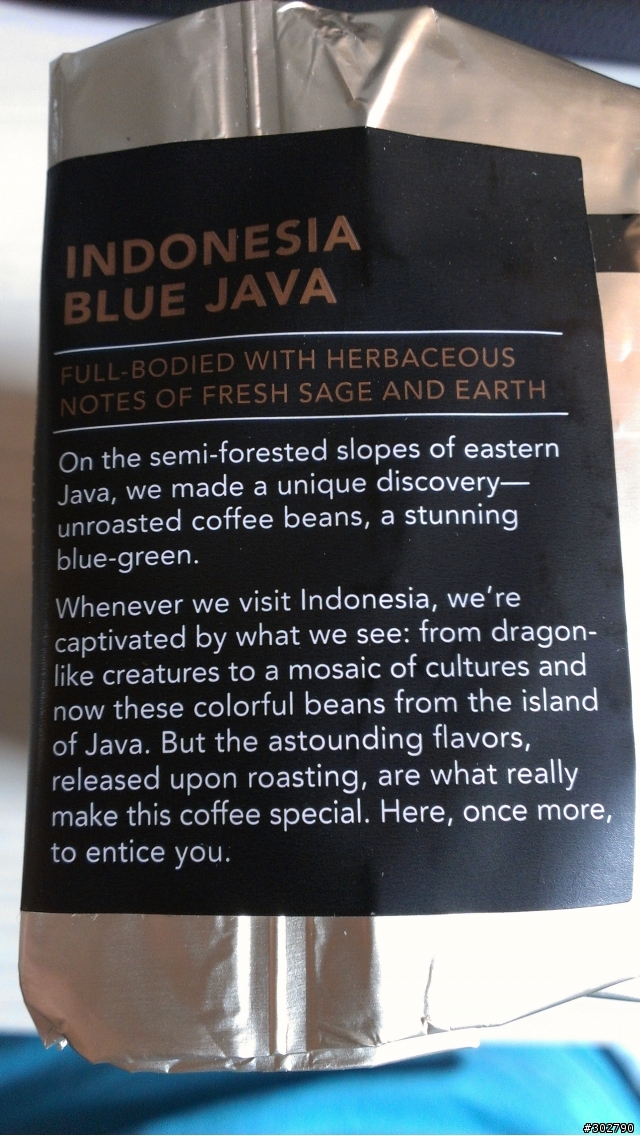 INDONESIA
BLUE JAVA
FULL-BODIED WITH HERBACEOUS
NOTES OF FRESH SAGE AND EARTH
On the semi-forested slopes of eastern
Java, we made a unique discovery—
unroasted coffee beans, a stunning
blue-green.
Whenever we visit Indonesia, we're
captivated by what we see: from dragon-
like creatures to a mosaic of cultures and
now these colorful beans from the island
of Java. But the astounding flavors,
released upon roasting, are what really
make this coffee special. Here, once more,
to entice you.
#302790